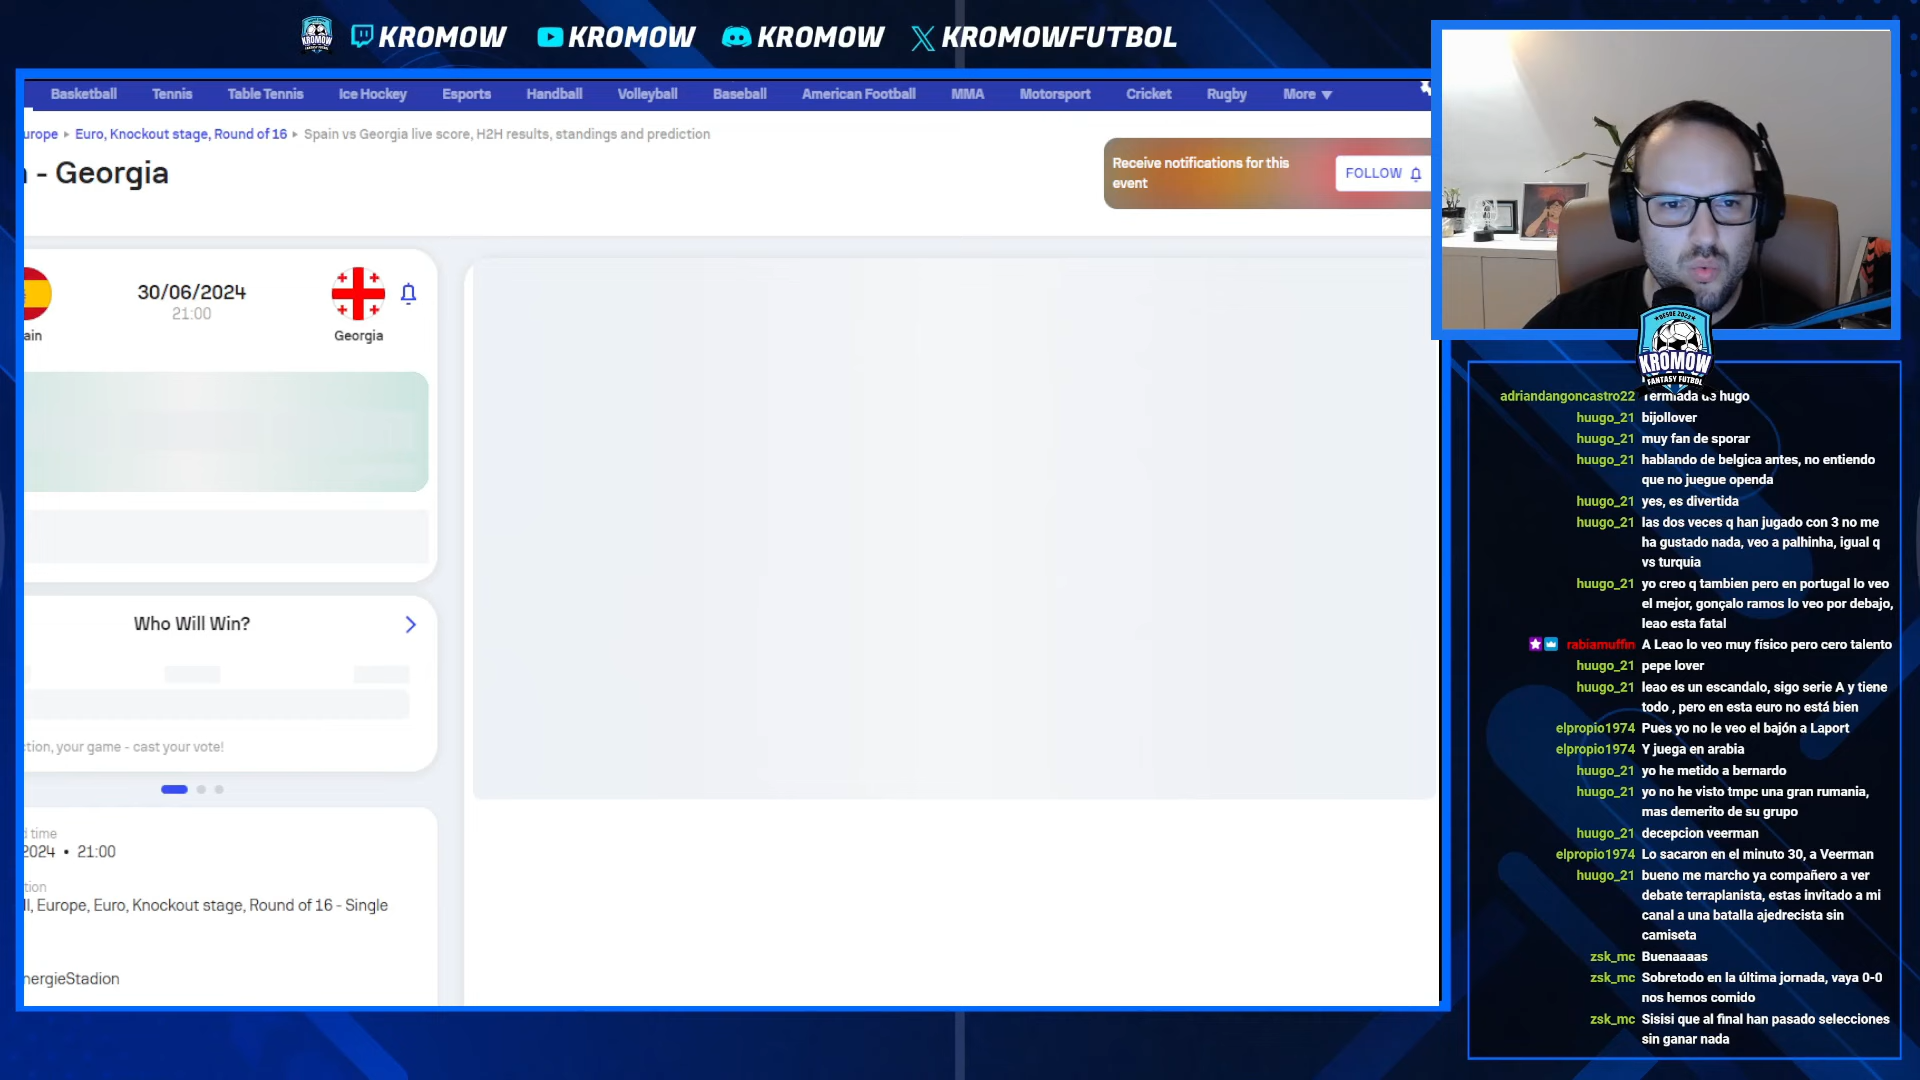 KROMOW
KROMOW
KROMOW
KROMOWFUTBOL
Basketball
Tennis
Table Tennis
Ice Hockey
Esports
Handball
Volleyball
Baseball
American Football
MMA
Motorsport
Cricket
Rugby
More
urope
Euro, Knockout stage, Round of 16
Spain vs Georgia live score, H2H results, standings and prediction
- Georgia
Receive notifications for this
event
FOLLOW
30/06/2024
21:00
ain
Georgia
Who Will Win?
tion, your game - cast your vote!
time
2024 • 21:00
tion
ll, Europe, Euro, Knockout stage, Round of 16 - Single
nergieStadion
DESDE 2023
KROMOW
FANTASY FUTBOL
adriandangoncastro22 hugo
huugo_21 bijollover
huugo_21 muy fan de sporar
huugo_21 hablando de belgica antes, no entiendo
que no juegue openda
huugo_21 yes, es divertida
huugo_21 las dos veces q han jugado con 3 no me
ha gustado nada, veo a palhinha, igual q
vs turquia
huugo_21 yo creo q tambien pero en portugal lo veo
el mejor, gonçalo ramos lo veo por debajo,
leao esta fatal
rabiamuffin A Leao lo veo muy físico pero cero talento
huugo_21 pepe lover
huugo_21 leao es un escandalo, sigo serie A y tiene
todo , pero en esta euro no está bien
elpropio1974 Pues yo no le veo el bajón a Laport
elpropio1974 Y juega en arabia
huugo_21 yo he metido a bernardo
huugo_21 yo no he visto tmpc una gran rumania,
mas demerito de su grupo
huugo_21 decepcion veerman
elpropio1974 Lo sacaron en el minuto 30, a Veerman
huugo_21 bueno me marcho ya compañero a ver
debate terraplanista, estas invitado a mi
canal a una batalla ajedrecista sin
camiseta
zsk_mc Buenaaaas
zsk_mc Sobretodo en la última jornada, vaya 0-0
nos hemos comido
zsk_mc Sisisi que al final han pasado selecciones
sin ganar nada